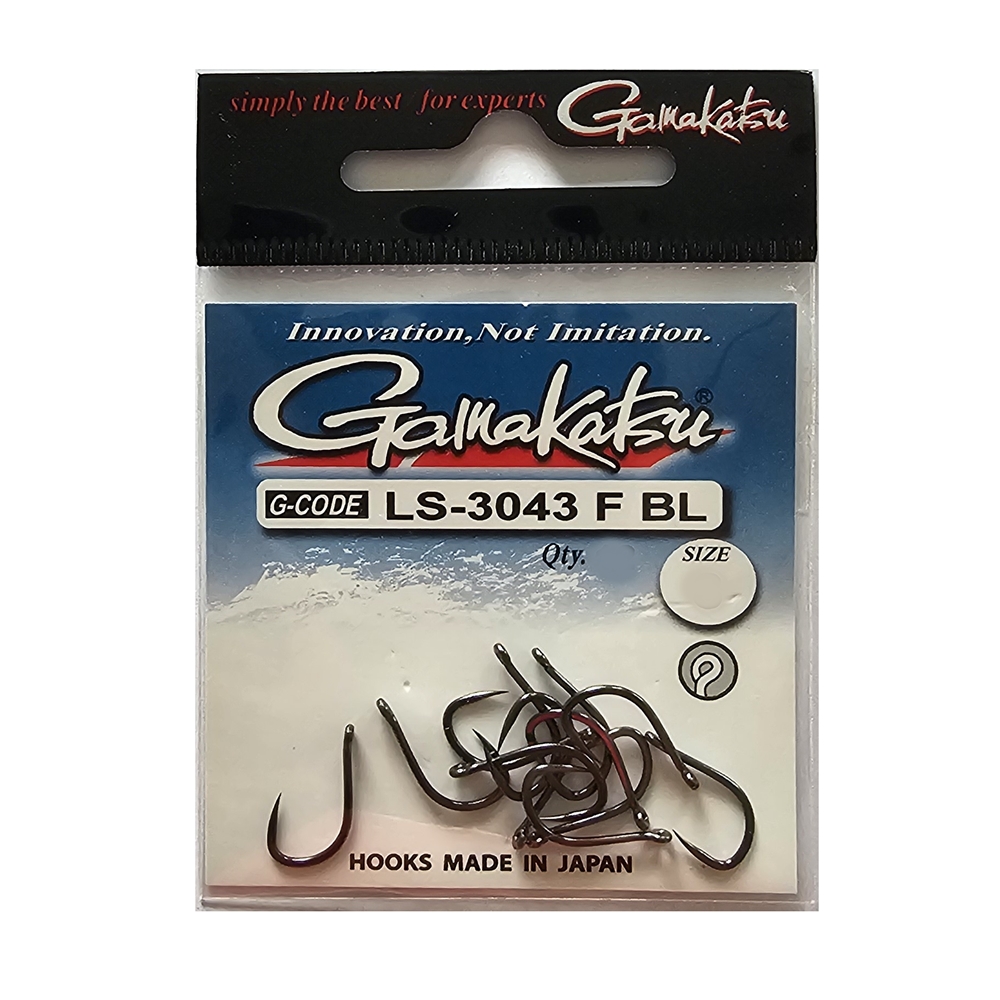 simply the best / for experts Gamakatsu
Innovation, Not Imitation.
Gamakatsu®
G-CODE LS-3043 F BL
Qty. SIZE
HOOKS MADE IN JAPAN